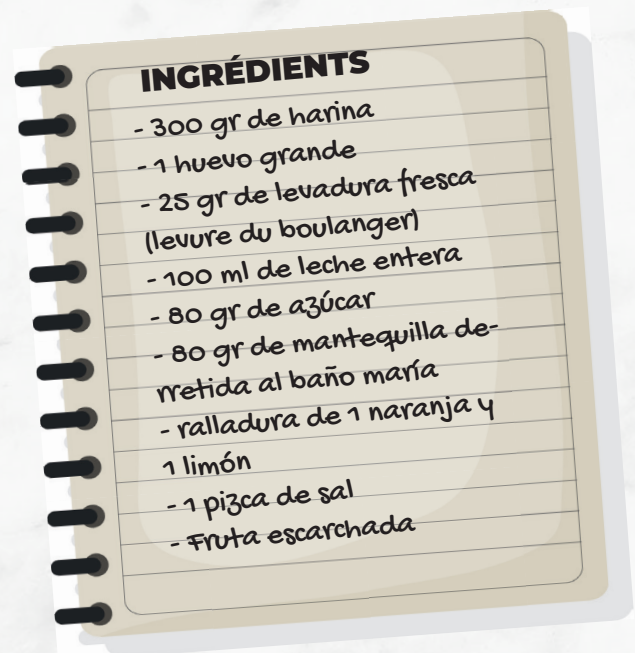 INGRÉDIENTS
- 300 gr de harina
- 1 huevo grande
- 25 gr de levadura fresca
(levure du boulanger)
- 100 ml de leche entera
- 80 gr de azúcar
- 80 gr de mantequilla de-
rretida al baño maría
- ralladura de 1 naranja y
1 limón
- 1 pizca de sal
- Fruta escarchada